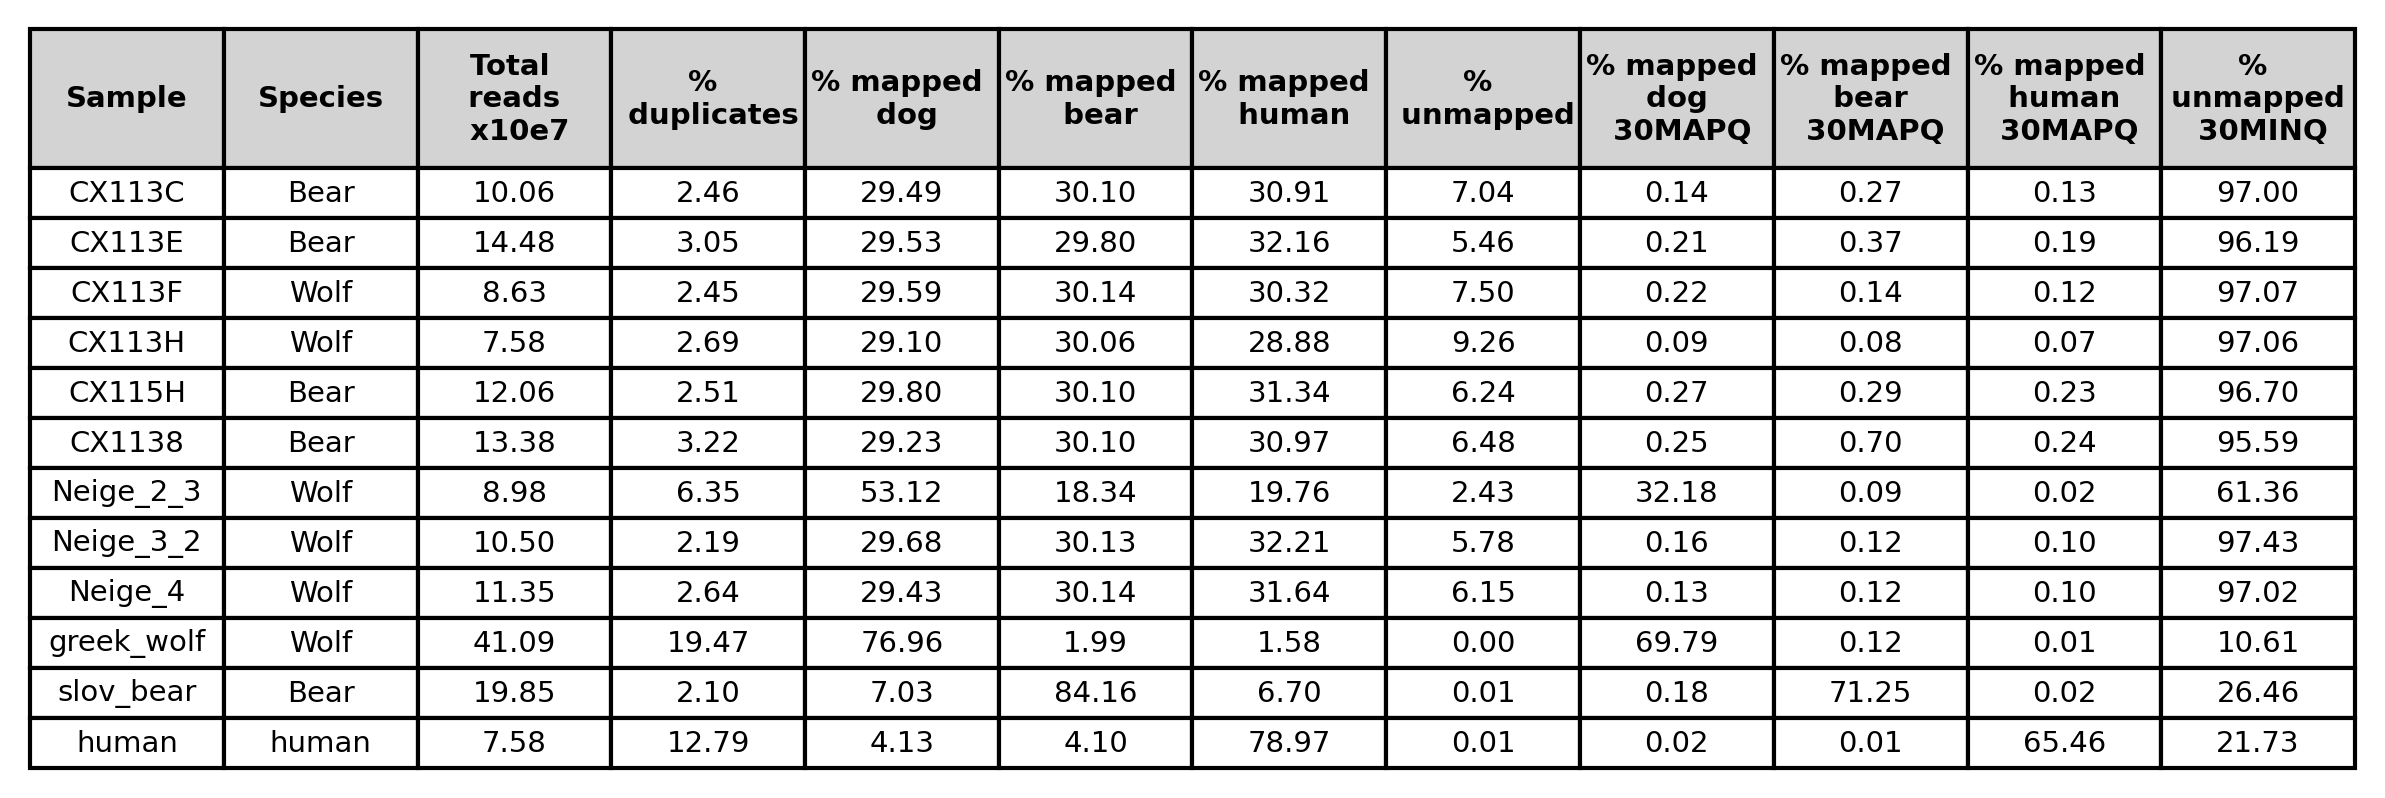 Sample Species Total reads x10e7 % duplicates % mapped dog % mapped bear % mapped human % unmapped % mapped dog 30MAPQ % mapped bear 30MAPQ % mapped human 30MAPQ % unmapped 30MINQ
CX113C Bear 10.06 2.46 29.49 30.10 30.91 7.04 0.14 0.27 0.13 97.00
CX113E Bear 14.48 3.05 29.53 29.80 32.16 5.46 0.21 0.37 0.19 96.19
CX113F Wolf 8.63 2.45 29.59 30.14 30.32 7.50 0.22 0.14 0.12 97.07
CX113H Wolf 7.58 2.69 29.10 30.06 28.88 9.26 0.09 0.08 0.07 97.06
CX115H Bear 12.06 2.51 29.80 30.10 31.34 6.24 0.27 0.29 0.23 96.70
CX1138 Bear 13.38 3.22 29.23 30.10 30.97 6.48 0.25 0.70 0.24 95.59
Neige_2_3 Wolf 8.98 6.35 53.12 18.34 19.76 2.43 32.18 0.09 0.02 61.36
Neige_3_2 Wolf 10.50 2.19 29.68 30.13 32.21 5.78 0.16 0.12 0.10 97.43
Neige_4 Wolf 11.35 2.64 29.43 30.14 31.64 6.15 0.13 0.12 0.10 97.02
greek_wolf Wolf 41.09 19.47 76.96 1.99 1.58 0.00 69.79 0.12 0.01 10.61
slov_bear Bear 19.85 2.10 7.03 84.16 6.70 0.01 0.18 71.25 0.02 26.46
human human 7.58 12.79 4.13 4.10 78.97 0.01 0.02 0.01 65.46 21.73